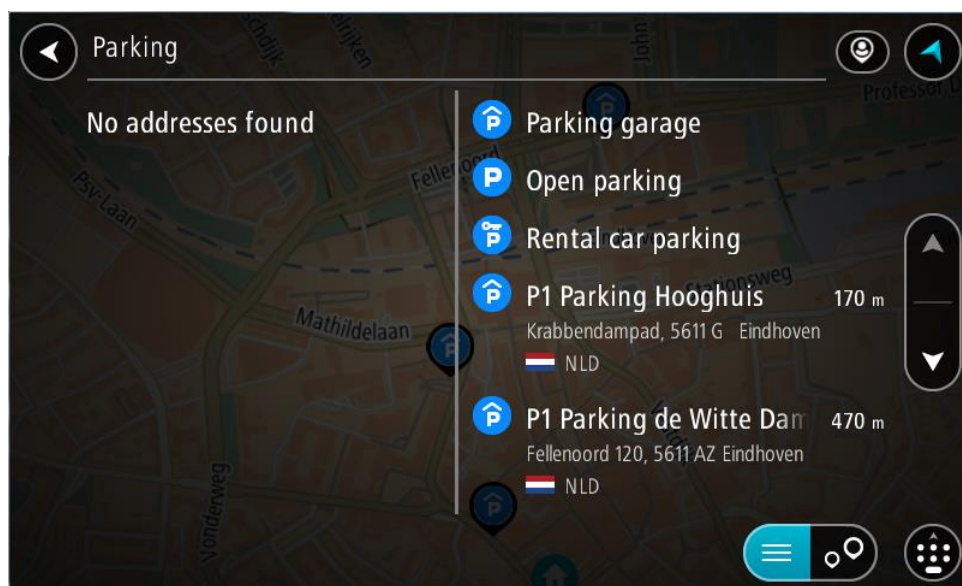 Parking
No addresses found
Parking garage
Open parking
Rental car parking
P1 Parking Hooghuis 170 m
Krabbendampad, 5611 G Eindhoven
NLD
P1 Parking de Witte Dam 470 m
Fellenoord 120, 5611 AZ Eindhoven
NLD
Psv-Laan
Mathildelaan
Vonderweg
Stationsweg
John